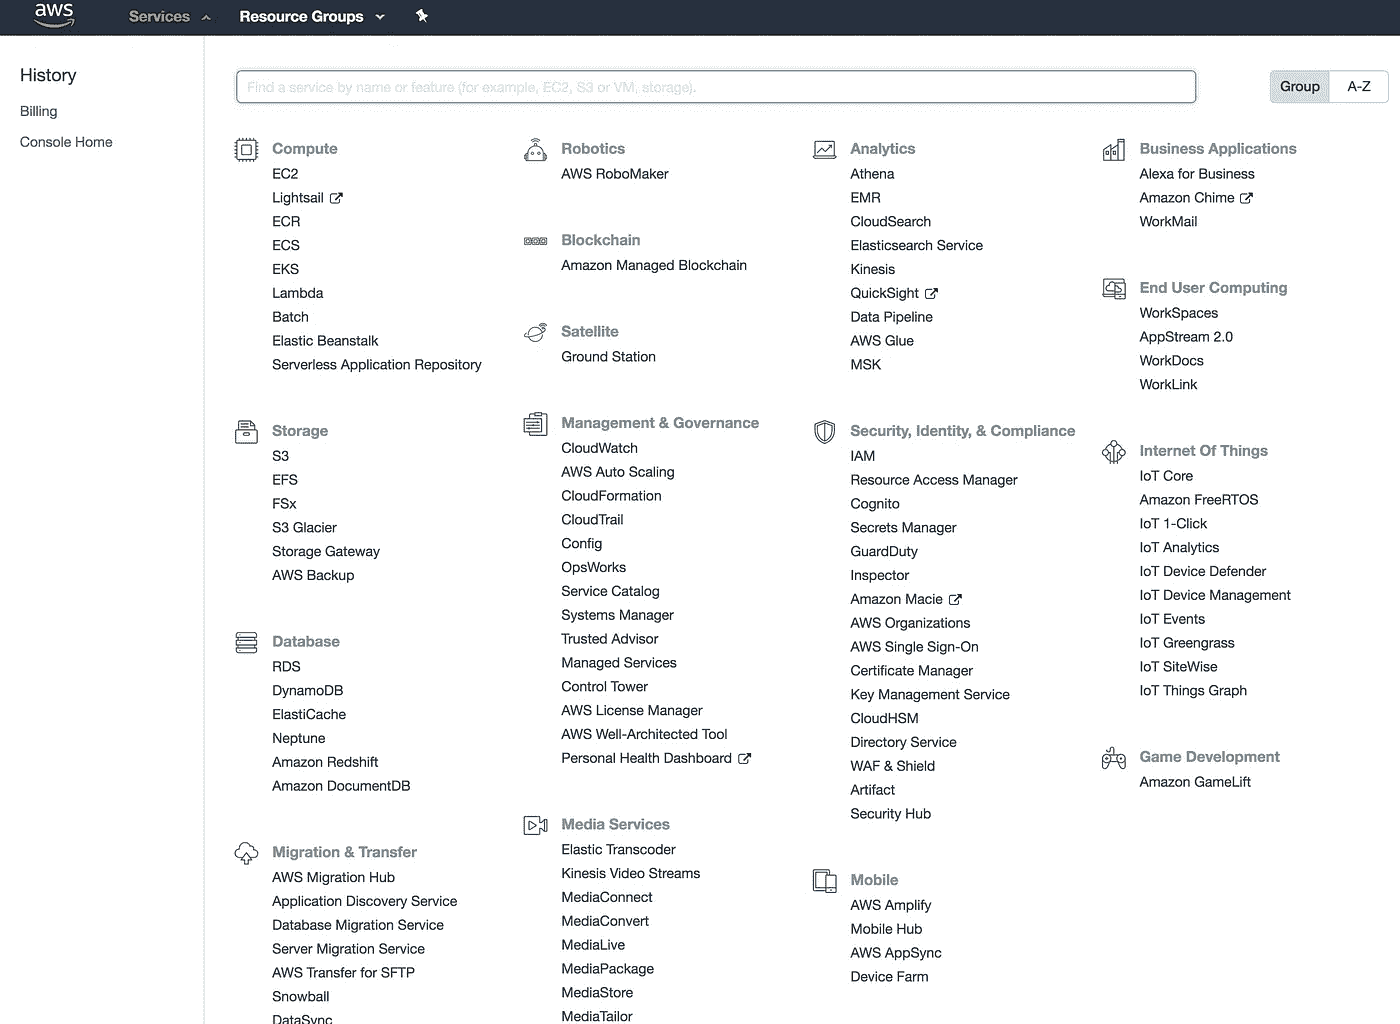 aws
Services
Resource Groups
History
Billing
Console Home
Find a service by name or feature (for example, EC2, S3 or VM, storage).
Group
A-Z
Compute
EC2
Lightsail
ECR
ECS
EKS
Lambda
Batch
Elastic Beanstalk
Serverless Application Repository
Storage
S3
EFS
FSx
S3 Glacier
Storage Gateway
AWS Backup
Database
RDS
DynamoDB
ElastiCache
Neptune
Amazon Redshift
Amazon DocumentDB
Migration & Transfer
AWS Migration Hub
Application Discovery Service
Database Migration Service
Server Migration Service
AWS Transfer for SFTP
Snowball
DataSync
Robotics
AWS RoboMaker
Blockchain
Amazon Managed Blockchain
Satellite
Ground Station
Management & Governance
CloudWatch
AWS Auto Scaling
CloudFormation
CloudTrail
Config
OpsWorks
Service Catalog
Systems Manager
Trusted Advisor
Managed Services
Control Tower
AWS License Manager
AWS Well-Architected Tool
Personal Health Dashboard
Media Services
Elastic Transcoder
Kinesis Video Streams
MediaConnect
MediaConvert
MediaLive
MediaPackage
MediaStore
MediaTailor
Analytics
Athena
EMR
CloudSearch
Elasticsearch Service
Kinesis
QuickSight
Data Pipeline
AWS Glue
MSK
Security, Identity, & Compliance
IAM
Resource Access Manager
Cognito
Secrets Manager
GuardDuty
Inspector
Amazon Macie
AWS Organizations
AWS Single Sign-On
Certificate Manager
Key Management Service
CloudHSM
Directory Service
WAF & Shield
Artifact
Security Hub
Mobile
AWS Amplify
Mobile Hub
AWS AppSync
Device Farm
Business Applications
Alexa for Business
Amazon Chime
WorkMail
End User Computing
WorkSpaces
AppStream 2.0
WorkDocs
WorkLink
Internet Of Things
IoT Core
Amazon FreeRTOS
IoT 1-Click
IoT Analytics
IoT Device Defender
IoT Device Management
IoT Events
IoT Greengrass
IoT SiteWise
IoT Things Graph
Game Development
Amazon GameLift